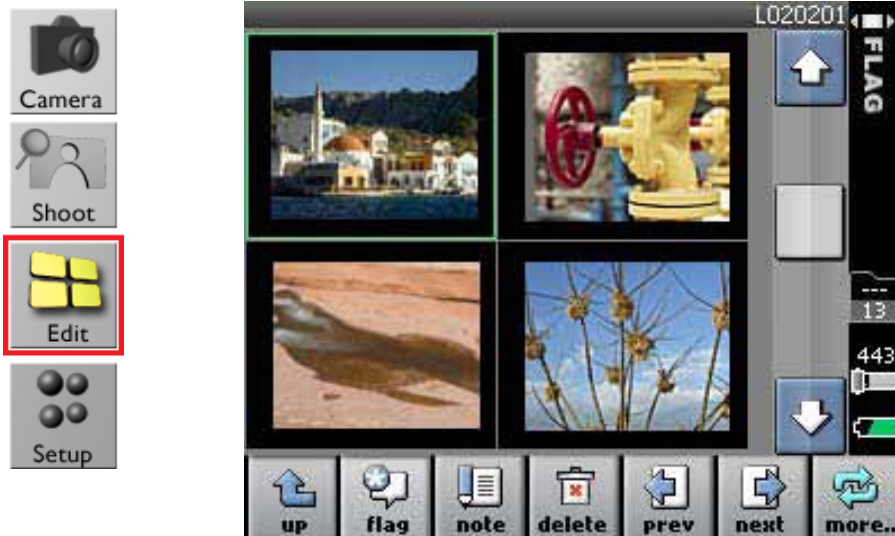 Camera
Shoot
Edit
Setup
L020201
FLAG
---
13
443
up
flag
note
delete
prev
next
more..